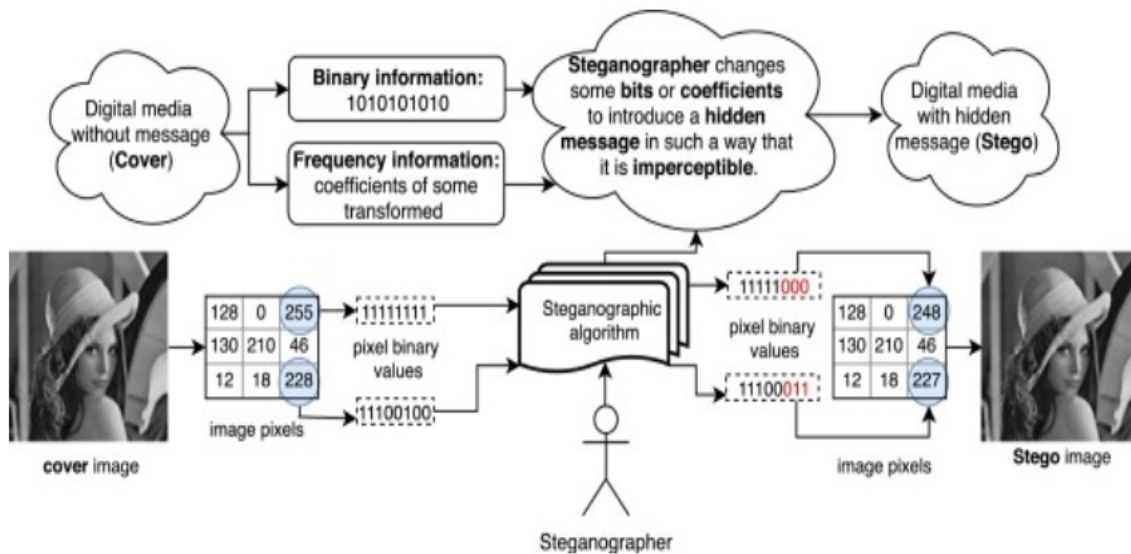 Digital media
without message
(Cover)
Binary information:
1010101010
Frequency information:
coefficients of some
transformed
Steganographer changes
some bits or coefficients
to introduce a hidden
message in such a way that
it is imperceptible.
Digital media
with hidden
message (Stego)
cover image
128 0 255
130 210 46
12 18 228
image pixels
11111111
pixel binary
values
11100100
Steganographic
algorithm
Steganographer
11111000
pixel binary
values
11100011
128 0 248
130 210 46
12 18 227
image pixels
Stego image